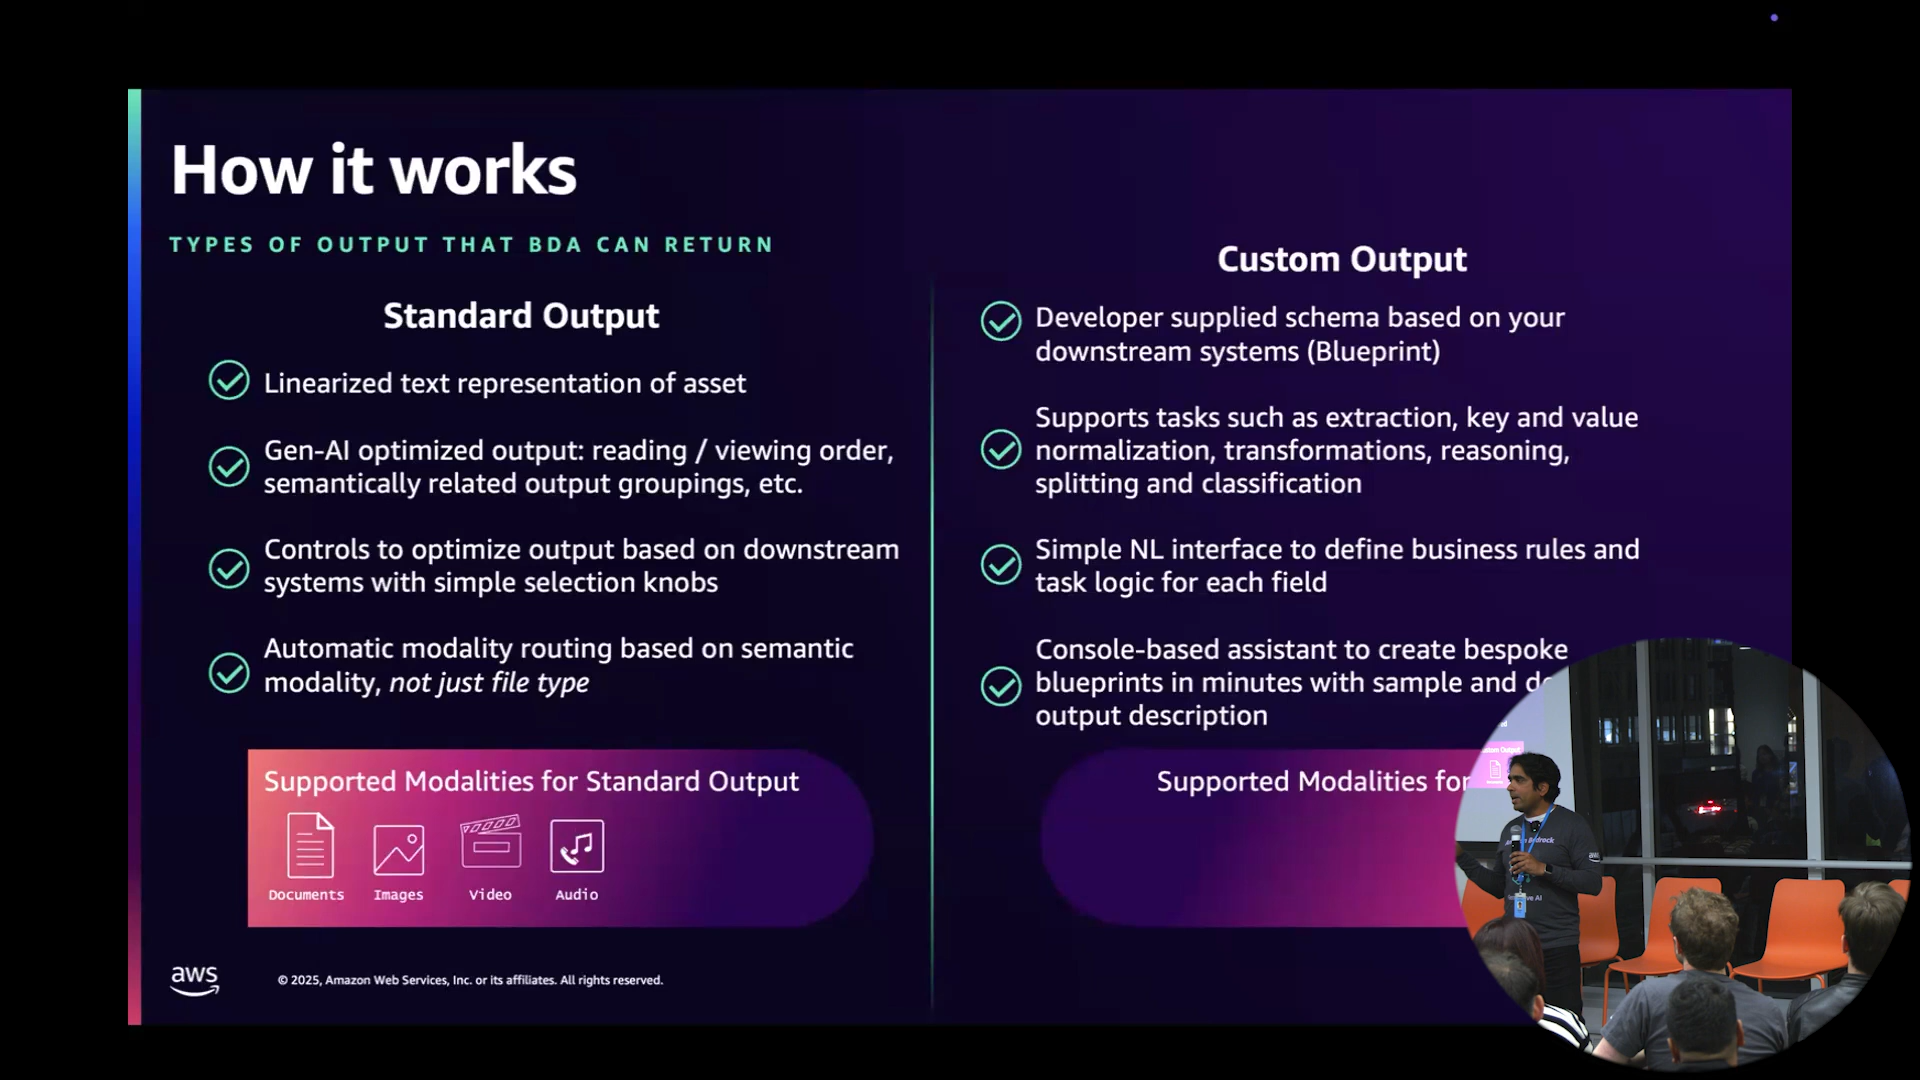 How it works
TYPES OF OUTPUT THAT BDA CAN RETURN
Standard Output
Linearized text representation of asset
Gen-AI optimized output: reading / viewing order,
semantically related output groupings, etc.
Controls to optimize output based on downstream
systems with simple selection knobs
Automatic modality routing based on semantic
modality, not just file type
Supported Modalities for Standard Output
Documents
Images
Video
Audio
Custom Output
Developer supplied schema based on your
downstream systems (Blueprint)
Supports tasks such as extraction, key and value
normalization, transformations, reasoning,
splitting and classification
Simple NL interface to define business rules and
task logic for each field
Console-based assistant to create bespoke
blueprints in minutes with sample and
output description
Supported Modalities for
aws
© 2025, Amazon Web Services, Inc. or its affiliates. All rights reserved.